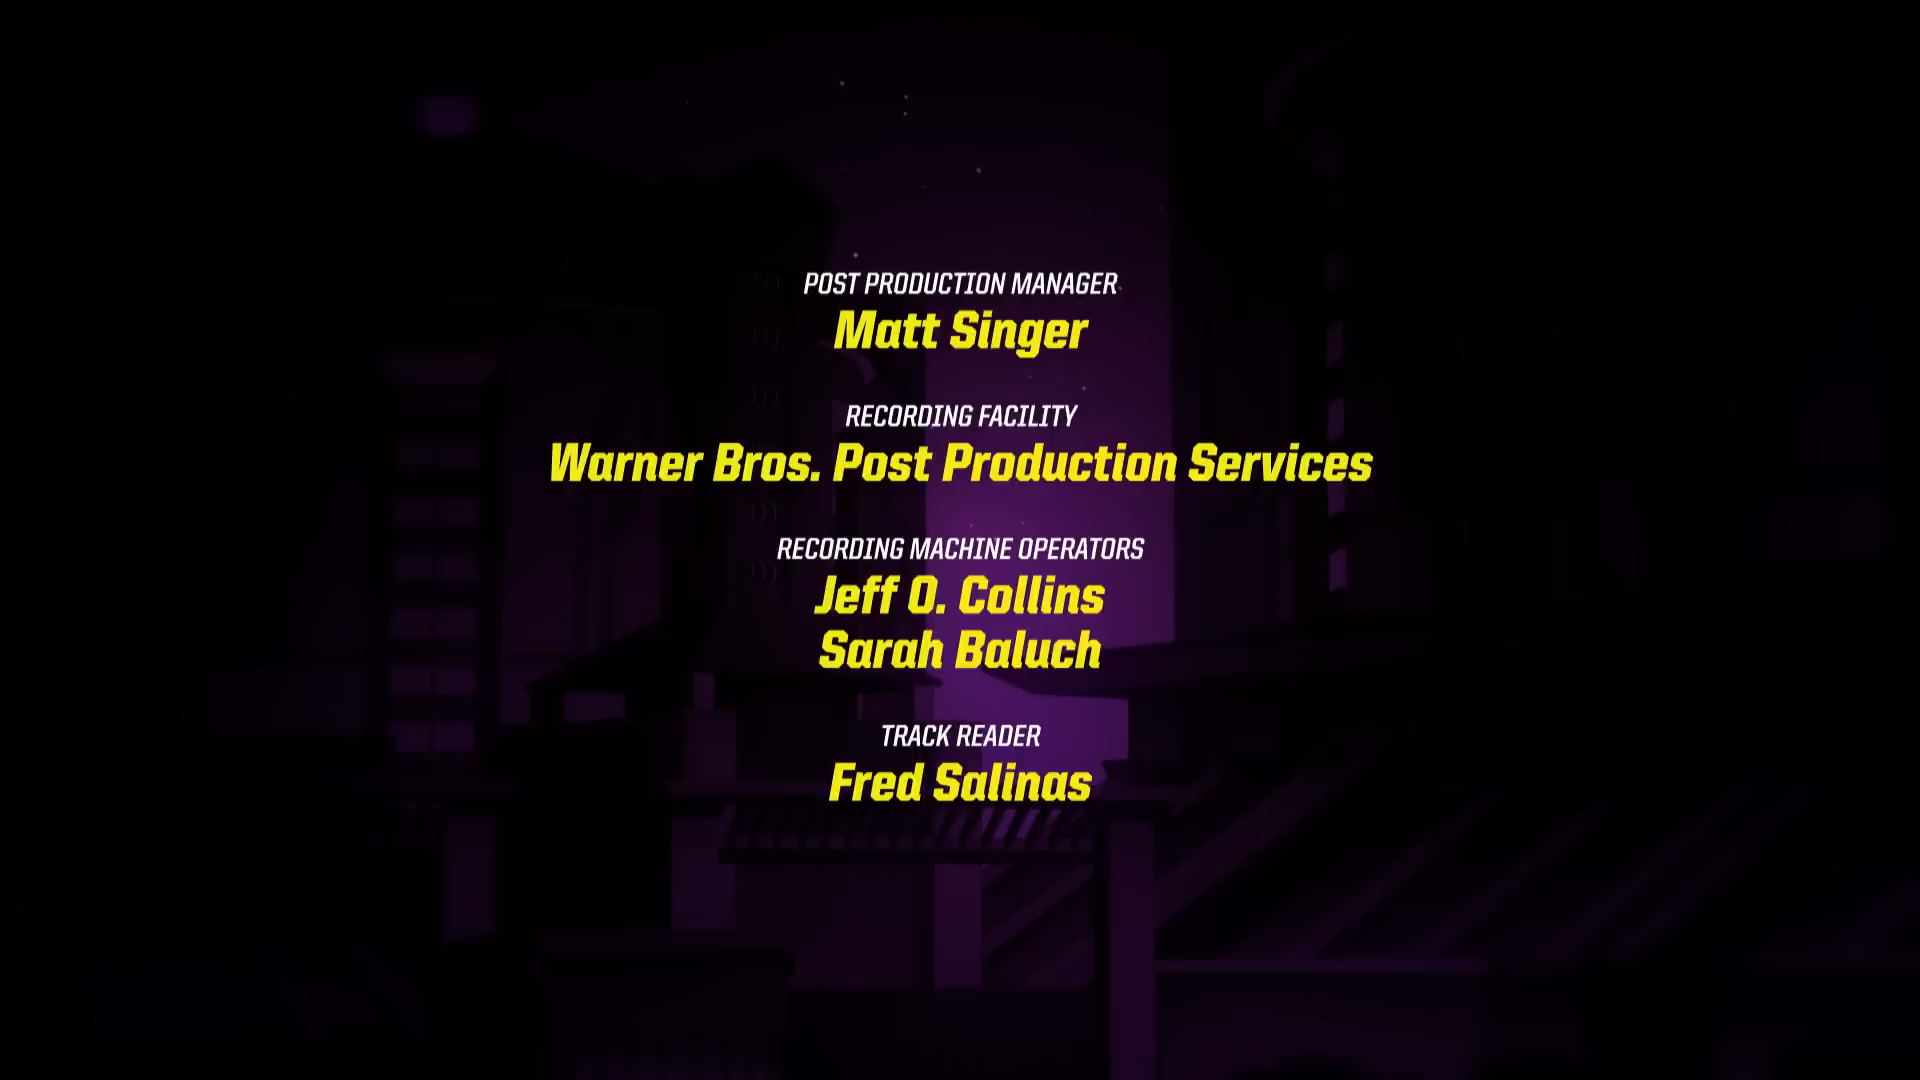 POST PRODUCTION MANAGER
Matt Singer
RECORDING FACILITY
Warner Bros. Post Production Services
RECORDING MACHINE OPERATORS
Jeff O. Collins
Sarah Baluch
TRACK READER
Fred Salinas